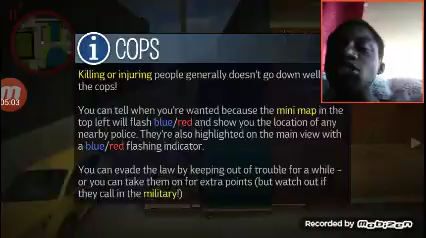 COPS
Killing or injuring people generally doesn't go down well
the cops!
You can tell when you're wanted because the mini map in the
top left will flash blue/red and show you the location of any
nearby police. They're also highlighted on the main view with
a blue/red flashing indicator.
You can evade the law by keeping out of trouble for a while -
or you can take them on for extra points (but watch out if
they call in the military!)
05:03
Recorded by Mobizen